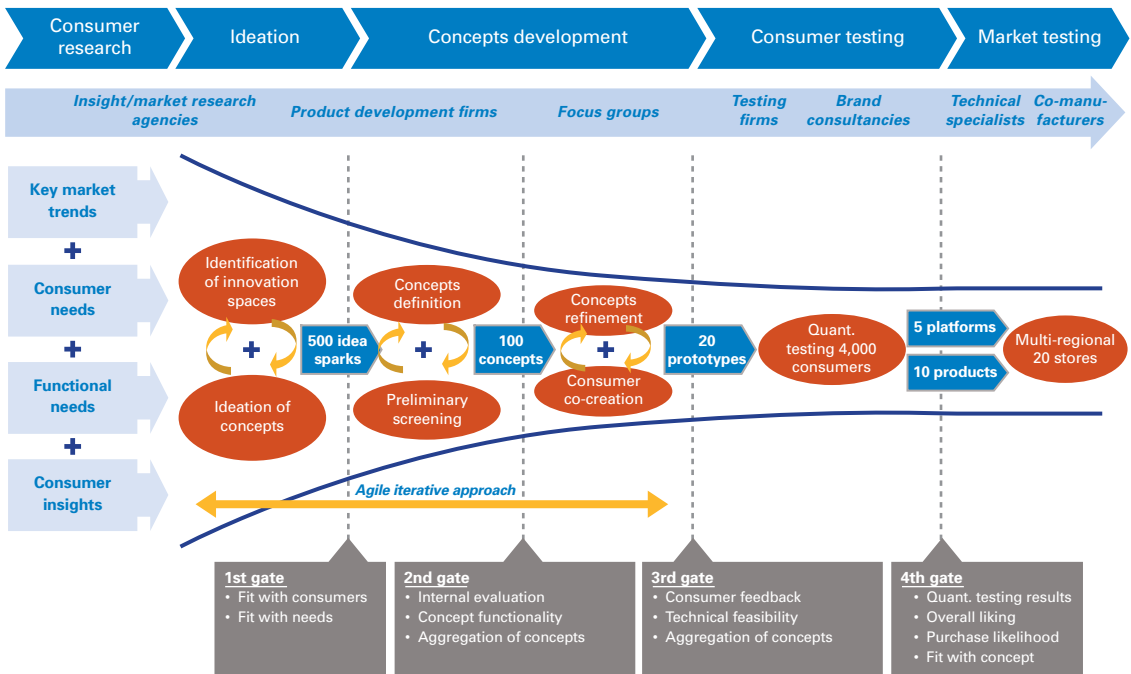 Consumer
research
Ideation
Concepts development
Consumer testing
Market testing
Insight/market research
agencies
Product development firms
Focus groups
Testing
firms
Brand
consultancies
Technical
specialists
Co-manu-
facturers
Key market
trends
+
Consumer
needs
+
Functional
needs
+
Consumer
insights
Identification
of innovation
spaces
+
Ideation of
concepts
500 idea
sparks
Concepts
definition
+
Preliminary
screening
100
concepts
Concepts
refinement
+
Consumer
co-creation
20
prototypes
Quant.
testing 4,000
consumers
5 platforms
10 products
Multi-regional
20 stores
Agile iterative approach
1st gate
• Fit with consumers
• Fit with needs
2nd gate
• Internal evaluation
• Concept functionality
• Aggregation of concepts
3rd gate
• Consumer feedback
• Technical feasibility
• Aggregation of concepts
4th gate
• Quant. testing results
• Overall liking
• Purchase likelihood
• Fit with concept